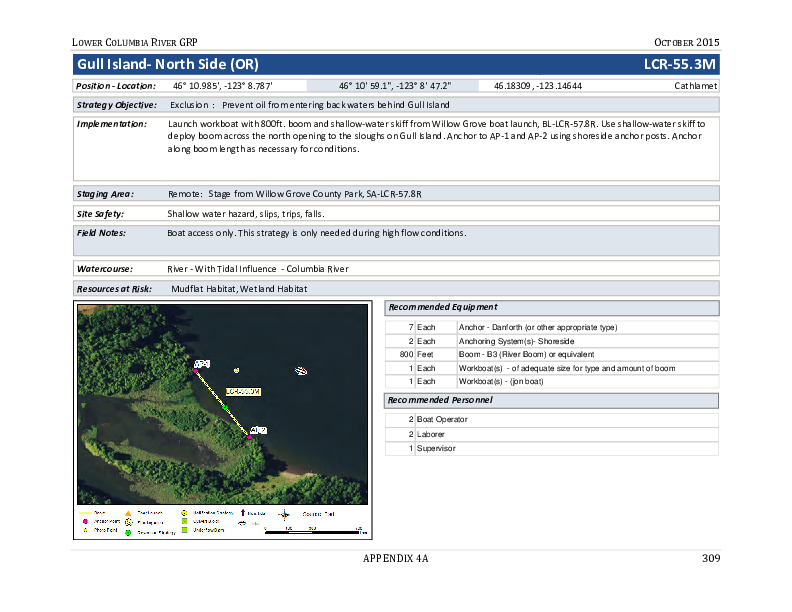 LOWER COLUMBIA RIVER GRP
OCTOBER 2015
Gull Island- North Side (OR)
LCR-55.3M
Position - Location: 46° 10.985', -123° 8.787' 46° 10' 59.1", -123° 8' 47.2" 46.18309 , -123.14644 Cathlamet
Strategy Objective: Exclusion : Prevent oil from entering backwaters behind Gull Island
Implementation: Launch workboat with 800ft. boom and shallow-water skiff from Willow Grove boat launch, BL-LCR-57.8R. Use shallow-water skiff to
deploy boom across the north opening to the sloughs on Gull Island. Anchor to AP-1 and AP-2 using shoreside anchor posts. Anchor
along boom length as necessary for conditions.
Staging Area: Remote: Stage from Willow Grove County Park, SA-LCR-57.8R
Site Safety: Shallow water hazard, slips, trips, falls.
Field Notes: Boat access only. This strategy is only needed during high flow conditions.
Watercourse: River - With Tidal Influence - Columbia River
Resources at Risk: Mudflat Habitat, Wetland Habitat
Recommended Equipment
7 Each Anchor - Danforth (or other appropriate type)
2 Each Anchoring System(s)- Shoreside
800 Feet Boom - B3 (River Boom) or equivalent
1 Each Workboat(s) - of adequate size for type and amount of boom
1 Each Workboat(s) - (jon boat)
Recommended Personnel
2 Boat Operator
2 Laborer
1 Supervisor
LCR-55.3M
AP-2
Anchor Point
Photo Point
APPENDIX 4A
309